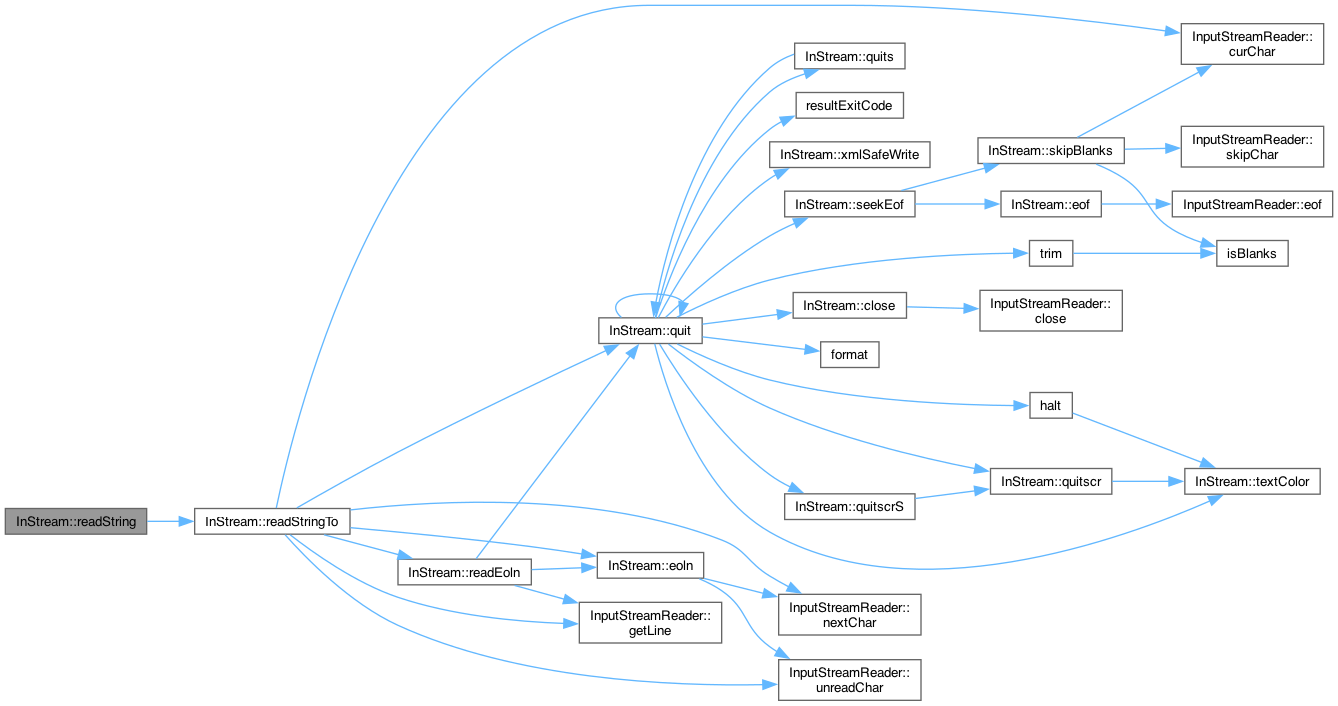 InputStreamReader::
curChar
InStream::quits
resultExitCode
InStream::xmlSafeWrite
InStream::skipBlanks
InputStreamReader::
skipChar
InStream::seekEof
InStream::eof
InputStreamReader::eof
trim
isBlanks
InStream::close
InputStreamReader::
close
InStream::quit
format
halt
InStream::quitscr
InStream::textColor
InStream::quitscrS
InStream::readString
InStream::readStringTo
InStream::readEoln
InStream::eoln
InputStreamReader::
getLine
InputStreamReader::
nextChar
InputStreamReader::
unreadChar